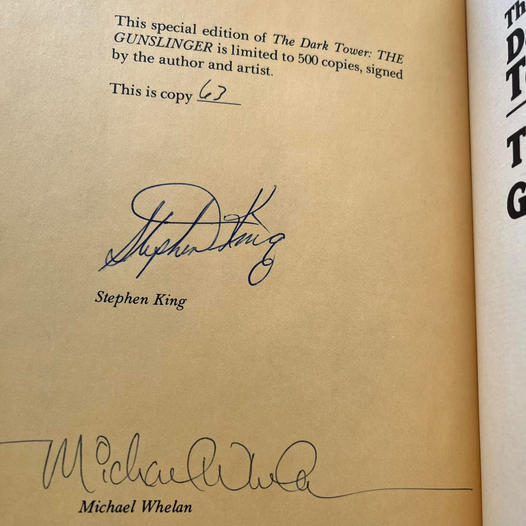 This special edition of The Dark Tower: THE
GUNSLINGER is limited to 500 copies, signed
by the author and artist.
This is copy 63
Stephen King
Stephen King
Michael Whelan
Michael Whelan
Th
D
T
T
G